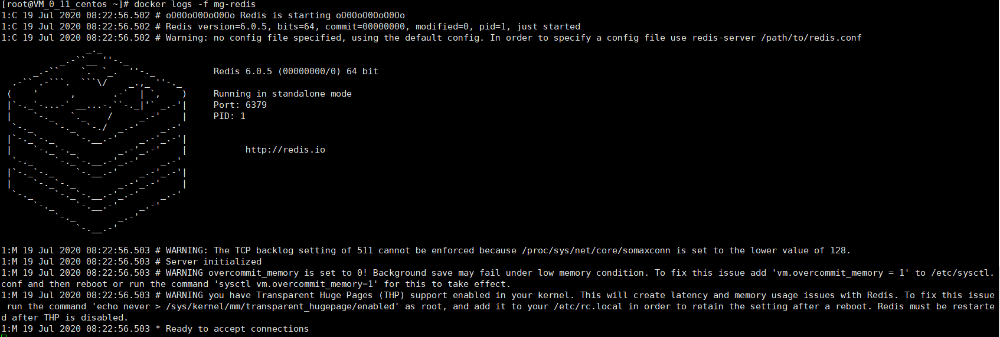 [root@VM_0_11_centos ~]# docker logs -f mg-redis
1:C 19 Jul 2020 08:22:56.502 # oO0OoO0OoO0Oo Redis is starting oO0OoO0OoO0Oo
1:C 19 Jul 2020 08:22:56.502 # Redis version=6.0.5, bits=64, commit=00000000, modified=0, pid=1, just started
1:C 19 Jul 2020 08:22:56.502 # Warning: no config file specified, using the default config. In order to specify a config file use redis-server /path/to/redis.conf
Redis 6.0.5 (00000000/0) 64 bit
Running in standalone mode
Port: 6379
PID: 1
http://redis.io
1:M 19 Jul 2020 08:22:56.503 # WARNING: The TCP backlog setting of 511 cannot be enforced because /proc/sys/net/core/somaxconn is set to the lower value of 128.
1:M 19 Jul 2020 08:22:56.503 # Server initialized
1:M 19 Jul 2020 08:22:56.503 # WARNING overcommit_memory is set to 0! Background save may fail under low memory condition. To fix this issue add 'vm.overcommit_memory = 1' to /etc/sysctl.
conf and then reboot or run the command 'sysctl vm.overcommit_memory=1' for this to take effect.
1:M 19 Jul 2020 08:22:56.503 # WARNING you have Transparent Huge Pages (THP) support enabled in your kernel. This will create latency and memory usage issues with Redis. To fix this issue
run the command 'echo never > /sys/kernel/mm/transparent_hugepage/enabled' as root, and add it to your /etc/rc.local in order to retain the setting after a reboot. Redis must be restarte
d after THP is disabled.
1:M 19 Jul 2020 08:22:56.503 * Ready to accept connections